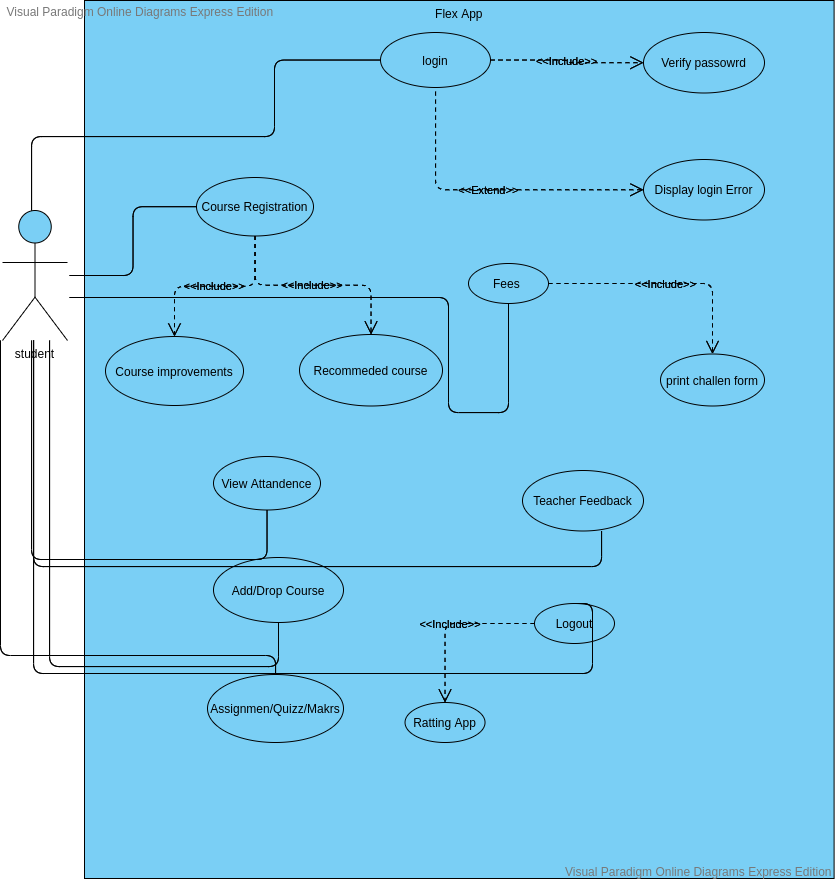 Visual Paradigm Online Diagrams Express Edition
Flex App
login
<<Include>>
Verify passowrd
<<Extend>>
Display login Error
Course Registration
<<Include>>
<<Include>>
Fees
<<Include>>
student
Course improvements
Recommeded course
print challen form
View Attandence
Teacher Feedback
Add/Drop Course
<<Include>>
Logout
Assignmen/Quizz/Makrs
Ratting App
Visual Paradigm Online Diagrams Express Edition